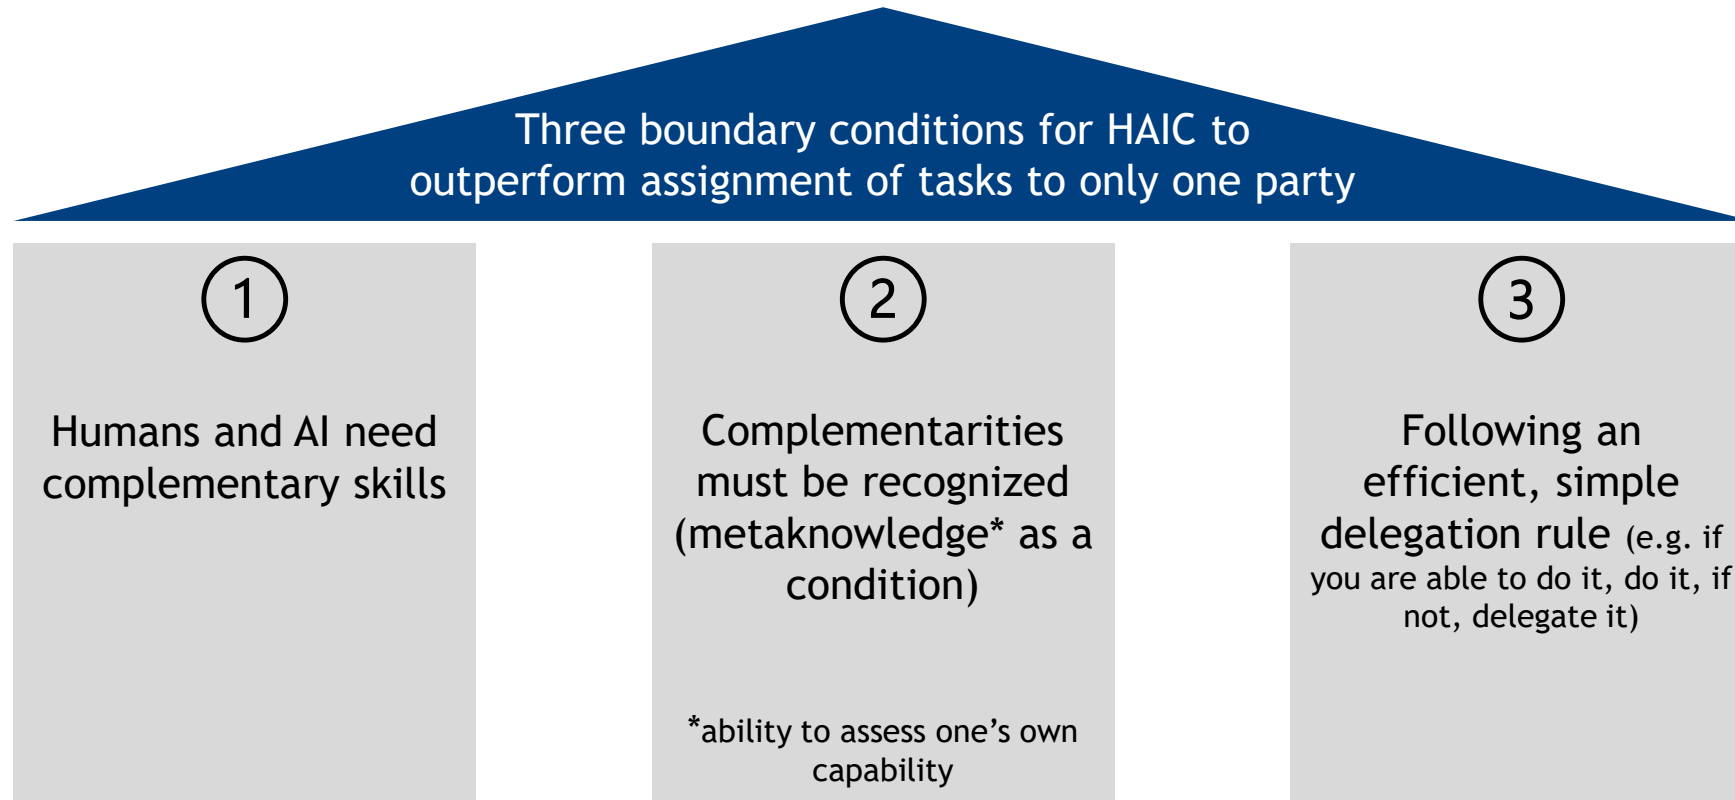 Three boundary conditions for HAIC to
outperform assignment of tasks to only one party
1
Humans and AI need
complementary skills
2
Complementarities
must be recognized
(metaknowledge* as a
condition)
*ability to assess one’s own
capability
3
Following an
efficient, simple
delegation rule (e.g. if
you are able to do it, do it, if
not, delegate it)